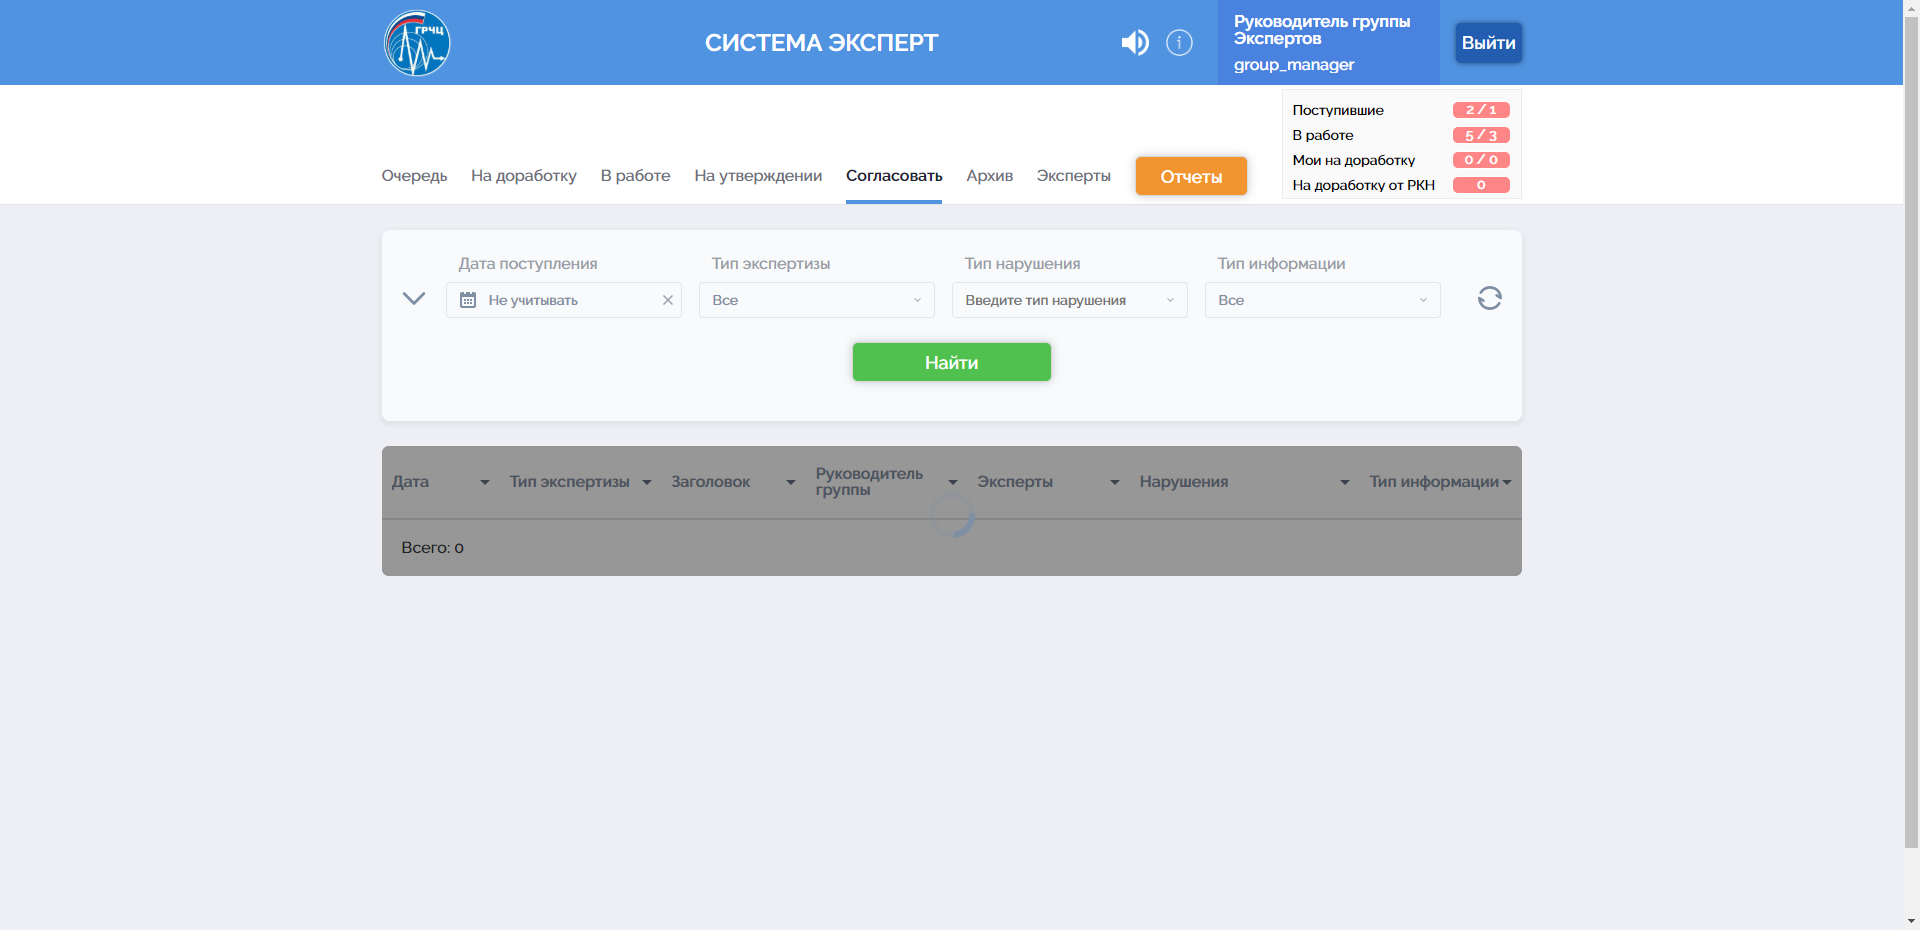 ГРЧЦ
СИСТЕМА ЭКСПЕРТ
Руководитель группы
Экспертов
group_manager
Выйти
Поступившие 2 / 1
В работе 5 / 3
Мои на доработку 0 / 0
На доработку от РКН 0
Очередь На доработку В работе На утверждении Согласовать Архив Эксперты Отчеты
Дата поступления Тип экспертизы Тип нарушения Тип информации
Не учитывать Все Введите тип нарушения Все
Найти
Дата Тип экспертизы Заголовок Руководитель группы Эксперты Нарушения Тип информации
Всего: 0